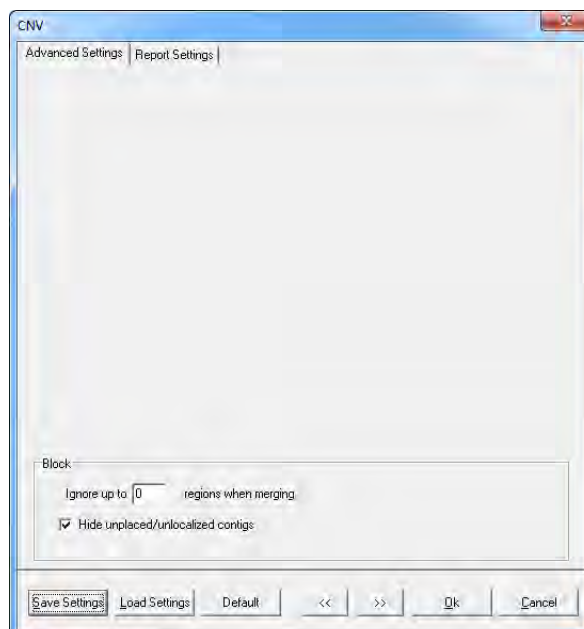 CNV
Advanced Settings Report Settings
Block
Ignore up to 0 regions when merging
Hide unplaced/unlocalized contigs
Save Settings Load Settings Default << >> Ok Cancel